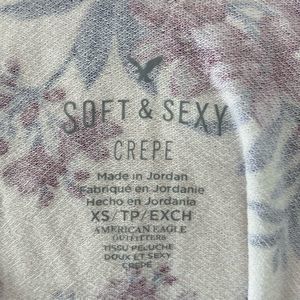 SOFT & SEXY
CREPE
Made in Jordan
Fabriqué en Jordanie
Hecho en Jordania
XS/TP/EXCH
AMERICAN EAGLE
OUTFITTERS
TISSU PELUCHE
DOUX ET SEXY
CREPE